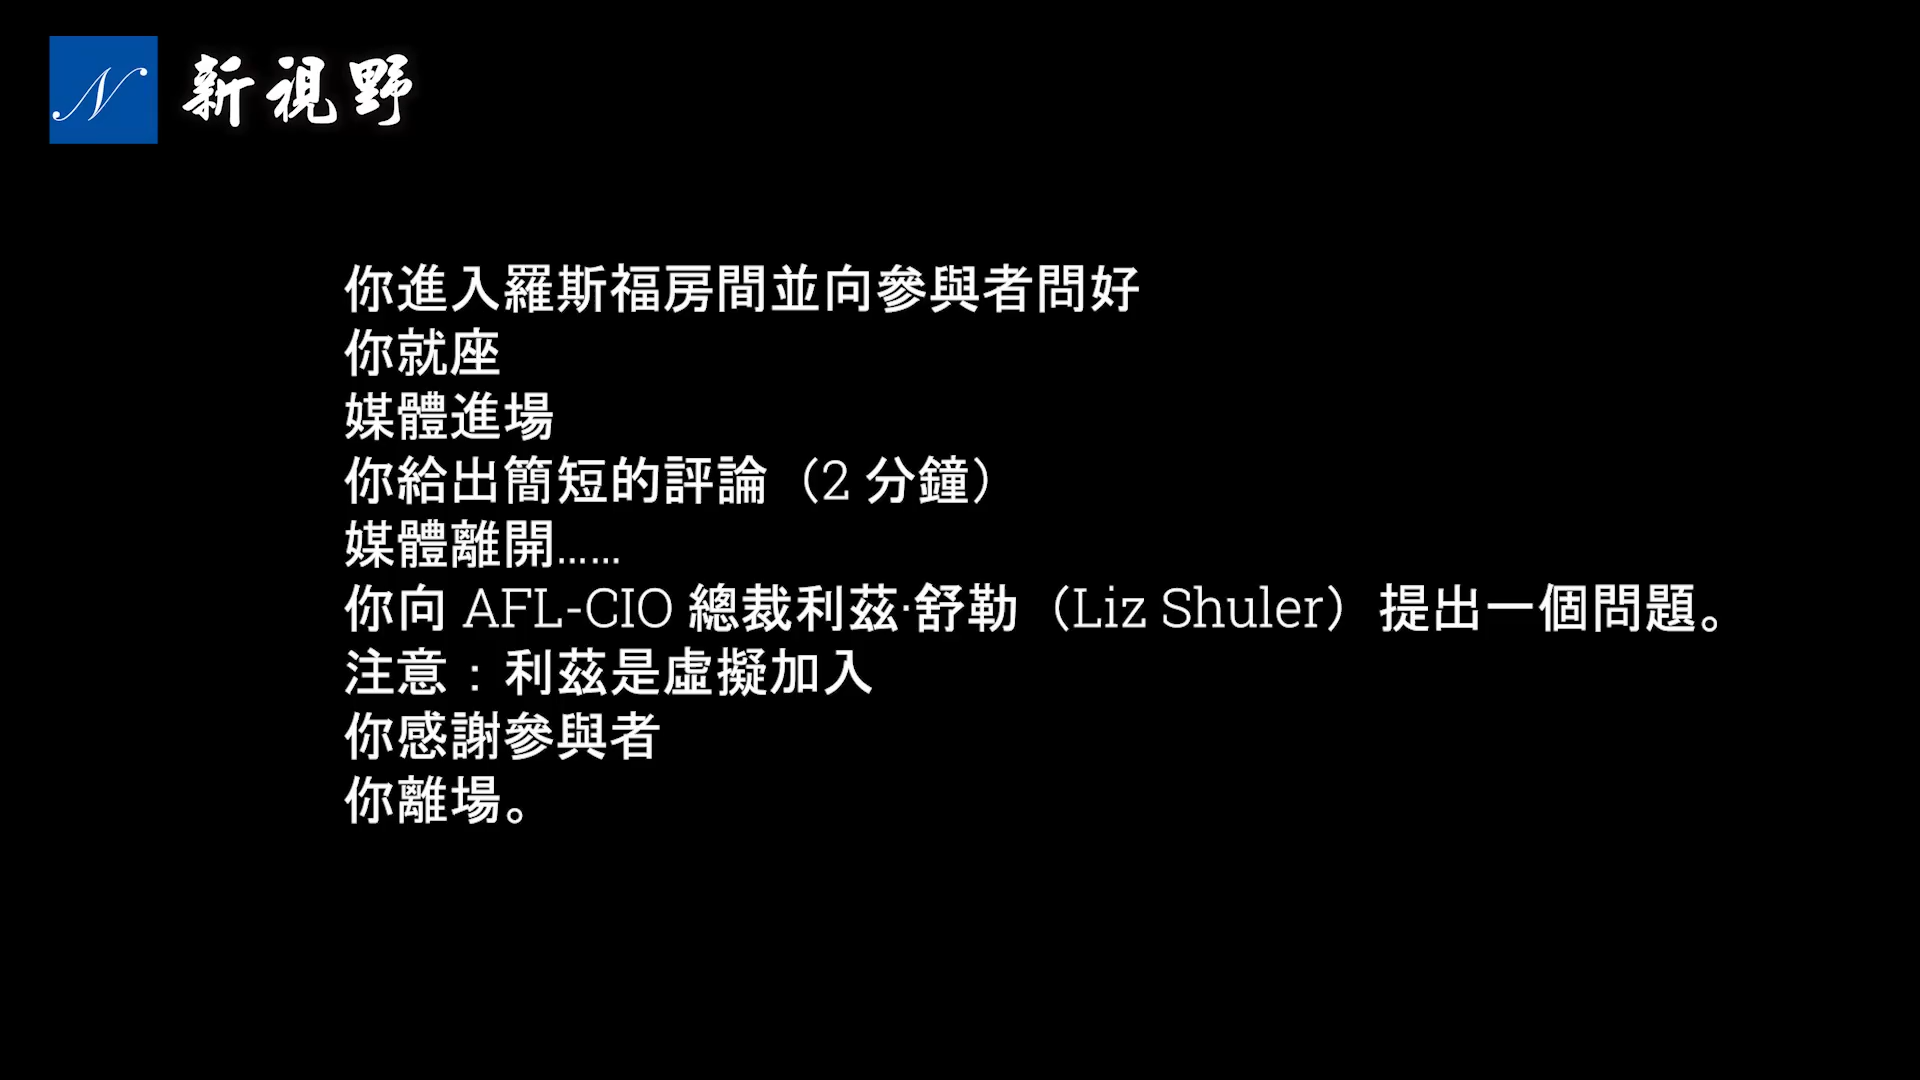 N 新視野
你進入羅斯福房間並向參與者問好
你就座
媒體進場
你給出簡短的評論（2 分鐘）
媒體離開……
你向 AFL-CIO 總裁利茲·舒勒（Liz Shuler）提出一個問題。
注意：利茲是虛擬加入
你感謝參與者
你離場。